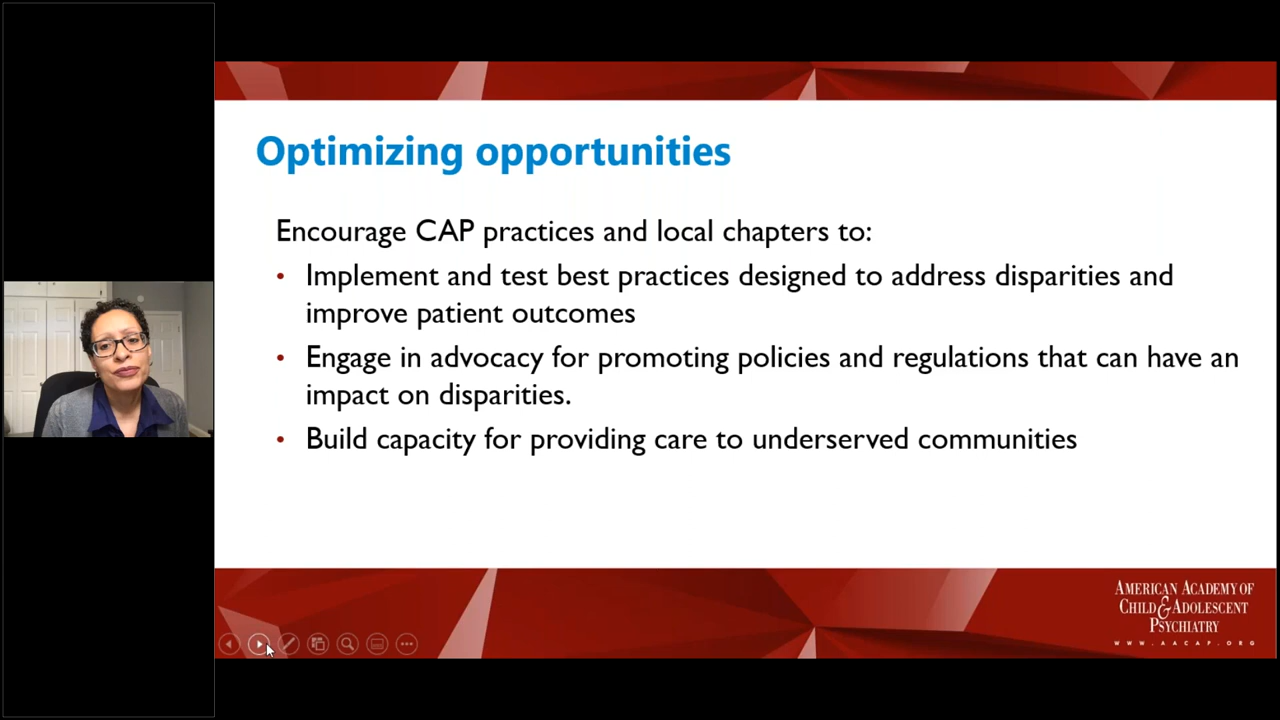 Optimizing opportunities
Encourage CAP practices and local chapters to:
• Implement and test best practices designed to address disparities and
improve patient outcomes
• Engage in advocacy for promoting policies and regulations that can have an
impact on disparities.
• Build capacity for providing care to underserved communities
AMERICAN ACADEMY OF
CHILD & ADOLESCENT
PSYCHIATRY
WWW.AACAP.ORG